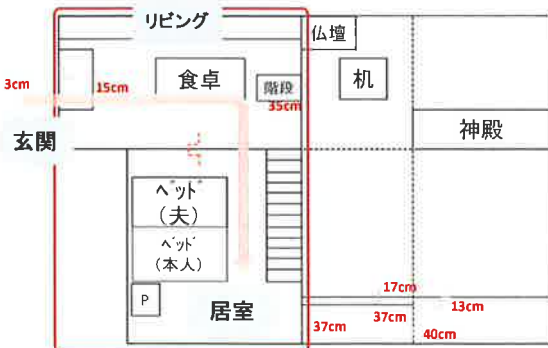 リビング
仏壇
3cm
15cm
食卓
階段
35cm
机
玄関
神殿
ベット
(夫)
ベッド
(本人)
P
居室
17cm
13cm
37cm
37cm
40cm